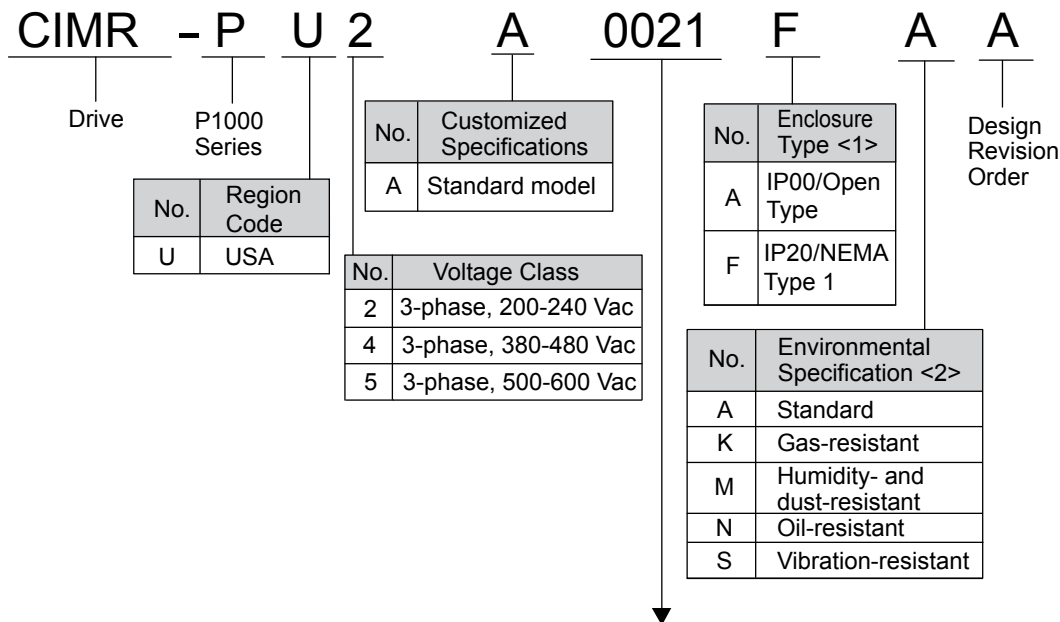 CIMR - P U 2 A 0021 F A A
Drive
P1000
Series
No. Region
Code
U USA
No. Customized
Specifications
A Standard model
No. Voltage Class
2 3-phase, 200-240 Vac
4 3-phase, 380-480 Vac
5 3-phase, 500-600 Vac
No. Enclosure
Type <1>
A IP00/Open
Type
F IP20/NEMA
Type 1
No. Environmental
Specification <2>
A Standard
K Gas-resistant
M Humidity- and
dust-resistant
N Oil-resistant
S Vibration-resistant
Design
Revision
Order